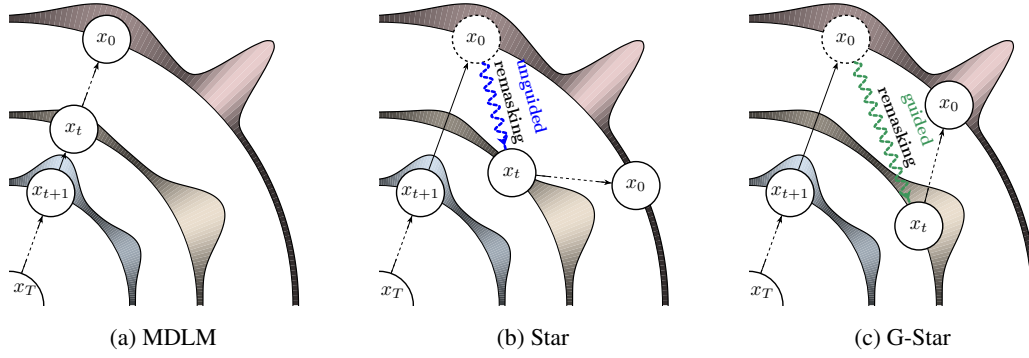 x_0
x_t
x_{t+1}
x_T
(a) MDLM
x_0
unguided
remasking
x_{t+1}
x_t
x_0
x_T
(b) Star
x_0
guided
remasking
x_0
x_{t+1}
x_t
x_T
(c) G-Star